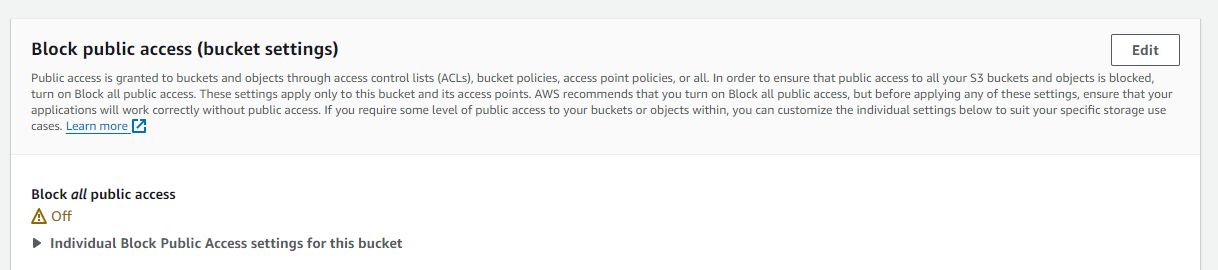 Block public access (bucket settings)
Edit
Public access is granted to buckets and objects through access control lists (ACLs), bucket policies, access point policies, or all. In order to ensure that public access to all your S3 buckets and objects is blocked,
turn on Block all public access. These settings apply only to this bucket and its access points. AWS recommends that you turn on Block all public access, but before applying any of these settings, ensure that your
applications will work correctly without public access. If you require some level of public access to your buckets or objects within, you can customize the individual settings below to suit your specific storage use
cases. Learn more
Block all public access
Off
Individual Block Public Access settings for this bucket